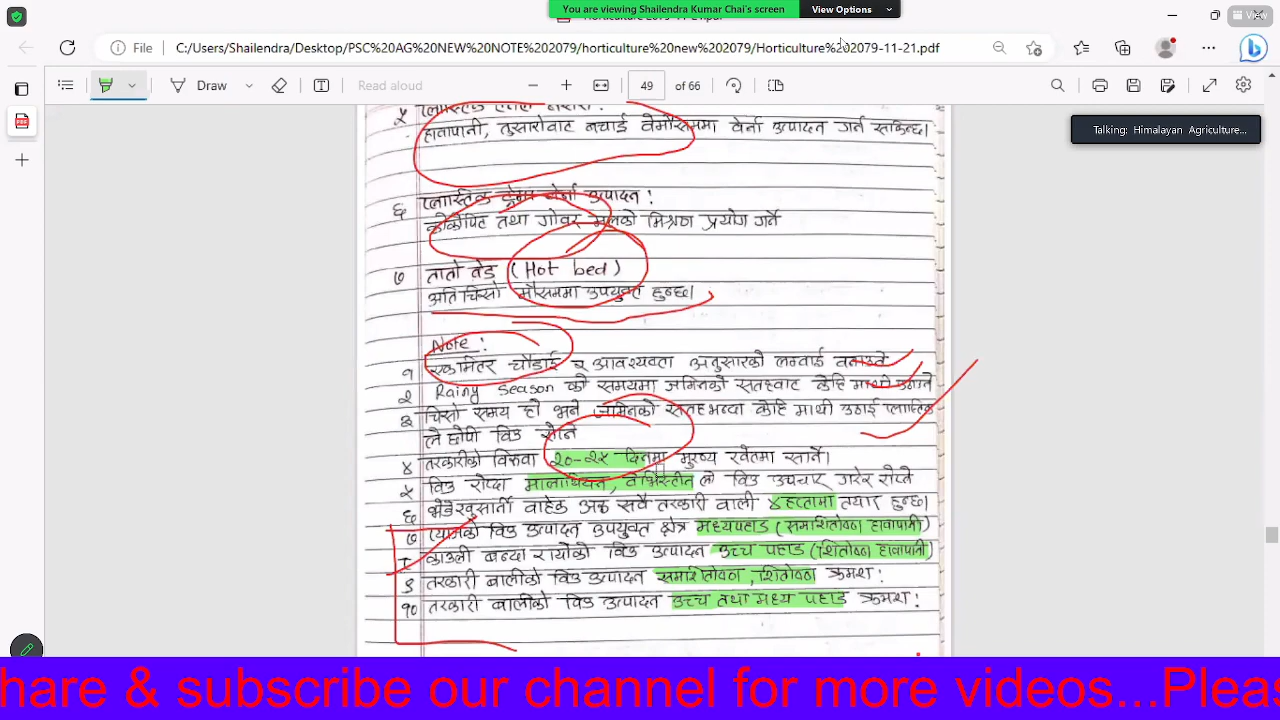 You are viewing Shailendra Kumar Chai's screen
View Options
View
File
C:/Users/Shailendra/Desktop/PSC%20AG%20NEW%20NOTE%202079/horticulture%20new%202079/Horticulture%202079-11-21.pdf
Draw
Read aloud
49 of 66
Talking: Himalayan Agriculture...
५
हावापानी, तुसारोबाट बचाई बेमौसममा बेर्ना उत्पादन गर्न सकिन्छ।
६ प्लास्टिक ट्रेमा बेर्ना उत्पादन :
कोकोपिट तथा गोबर मलको मिश्रण प्रयोग गर्ने
७ तातो बेड (Hot bed)
अति चिसो मौसममा उपयुक्त हुन्छ।
Note :
१ एकमिटर चौडाई र आवश्यकता अनुसारको लम्बाई बनाउने
२ Rainy Season को समयमा जमिनको सतहबाट केहि माथी उठाउने
३ चिसो समय हो भने जमिनको सतहभन्दा केहि माथी उठाई प्लास्टिक
ले छोपी विउ रोप्ने
४ तरकारीको विरूवा २०-२५ दिनमा मुख्य खेतमा सार्ने।
५ विउ रोप्दा मालाथियन, बेभिस्टीन ले विउ उपचार गरेर रोप्ने
६ भेडेखुर्सानी वाहेक अरू सबै तरकारी बाली ४ हप्तामा तयार हुन्छ।
७ प्याजको विउ उत्पादन उपयुक्त क्षेत्र मध्यपहाड (समशितोष्ण हावापानी)
८ काउली बन्दा रायोको विउ उत्पादन उच्च पहाड (शितोष्ण हावापानी)
९ तरकारी बालीको विउ उत्पादन समशितोष्ण, शितोष्ण क्रमश :
१० तरकारी बालीको विउ उत्पादन उच्च तथा मध्य पहाड क्रमश :
hare & subscribe our channel for more videos...Pleas